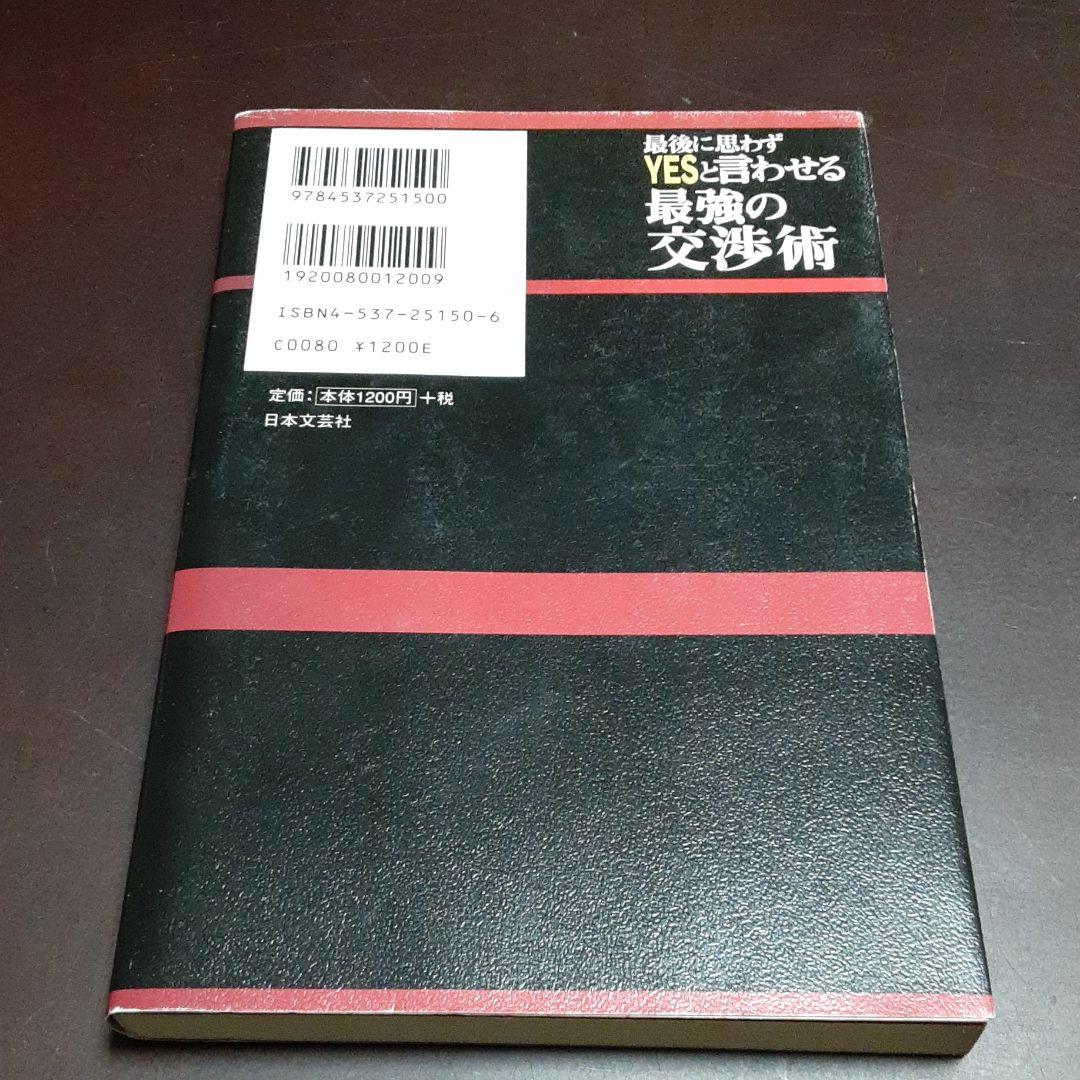 9784537251500
1920080012009
ISBN4-537-25150-6
C0080 ¥1200E
定価：本体1200円+税
日本文芸社
最後に思わず
YESと言わせる
最強の
交渉術